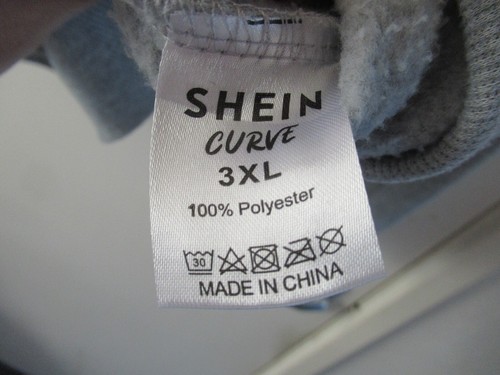 SHEIN
CURVE
3XL
100% Polyester
30
MADE IN CHINA